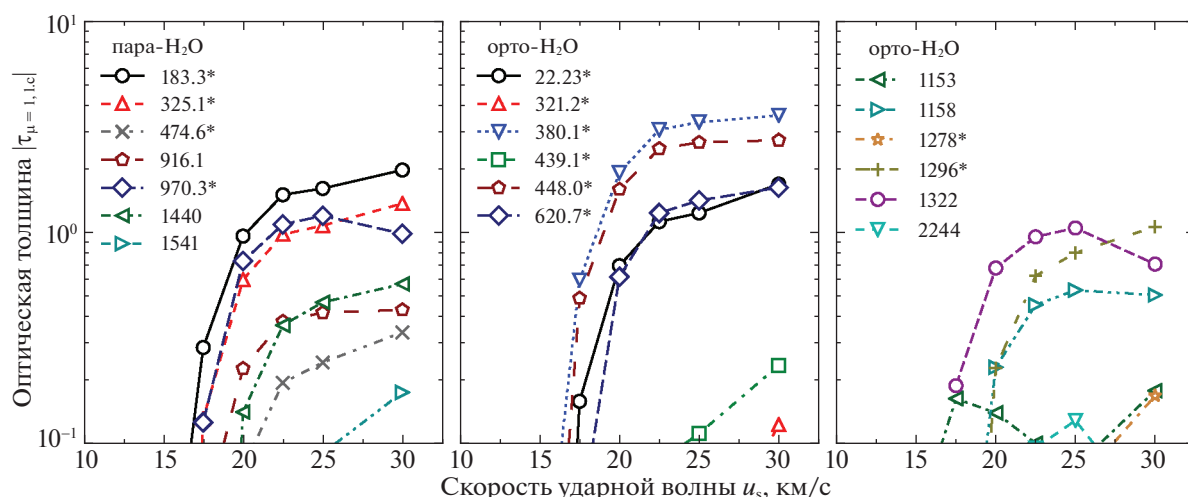 Оптическая толщина |τμ = 1, l.c|
10¹
10⁰
10⁻¹
пара-H₂O
183.3*
325.1*
474.6*
916.1
970.3*
1440
1541
10 15 20 25 30
орто-H₂O
22.23*
321.2*
380.1*
439.1*
448.0*
620.7*
10 15 20 25 30
орто-H₂O
1153
1158
1278*
1296*
1322
2244
10 15 20 25 30
Скорость ударной волны uₛ, км/с